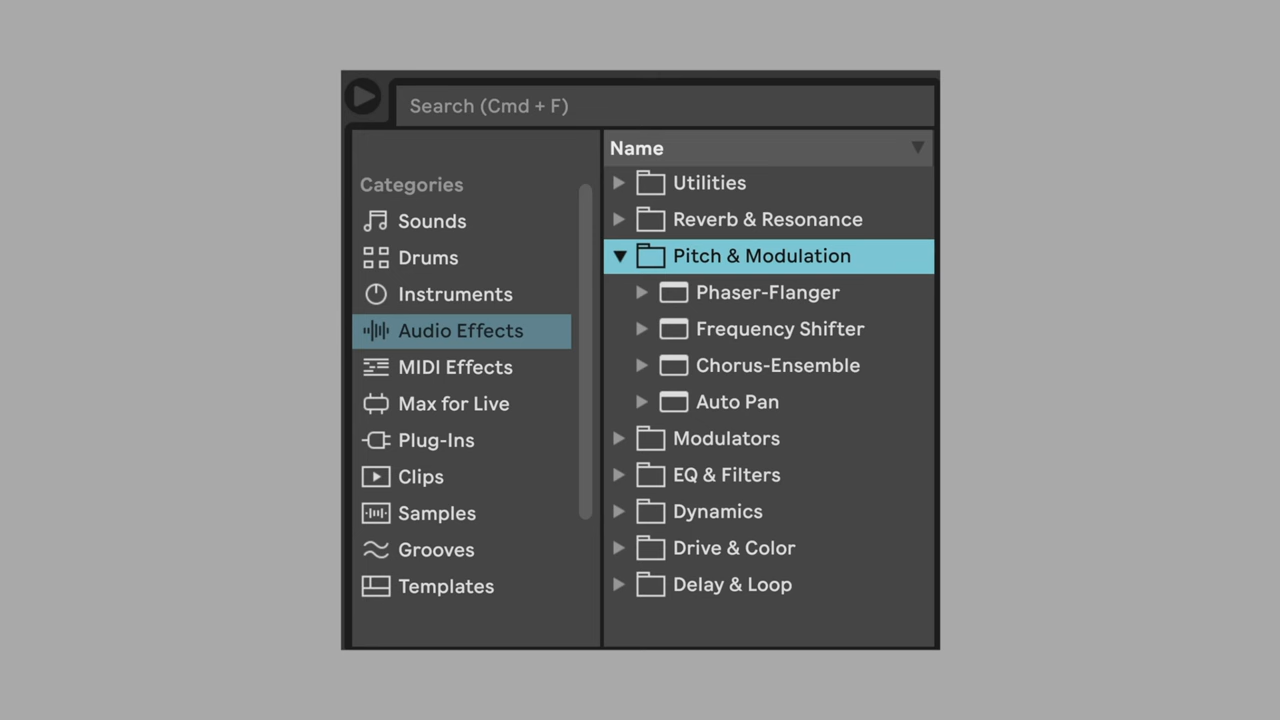 Search (Cmd + F)
Categories
Sounds
Drums
Instruments
Audio Effects
MIDI Effects
Max for Live
Plug-Ins
Clips
Samples
Grooves
Templates
Name
Utilities
Reverb & Resonance
Pitch & Modulation
Phaser-Flanger
Frequency Shifter
Chorus-Ensemble
Auto Pan
Modulators
EQ & Filters
Dynamics
Drive & Color
Delay & Loop